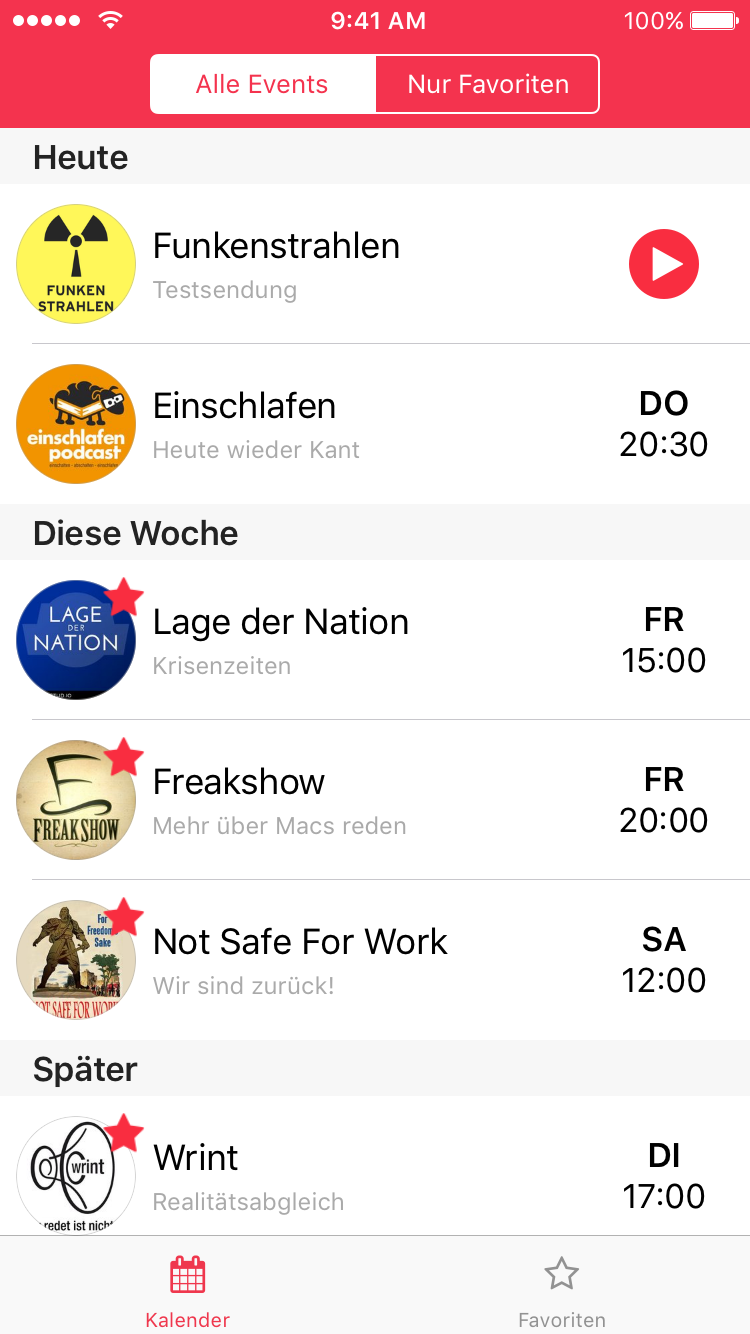 9:41 AM
100%
Alle Events
Nur Favoriten
Heute
FUNKEN
STRAHLEN
Funkenstrahlen
Testsendung
einschlafen
podcast
Einschlafen
Heute wieder Kant
DO
20:30
Diese Woche
LAGE
DER
NATION
Lage der Nation
Krisenzeiten
FR
15:00
FREAK SHOW
Freakshow
Mehr über Macs reden
FR
20:00
For
Freedom
Sake
NOT SAFE FOR WORK
Not Safe For Work
Wir sind zurück!
SA
12:00
Später
wrint
redet ist nicht
Wrint
Realitätsabgleich
DI
17:00
Kalender
Favoriten